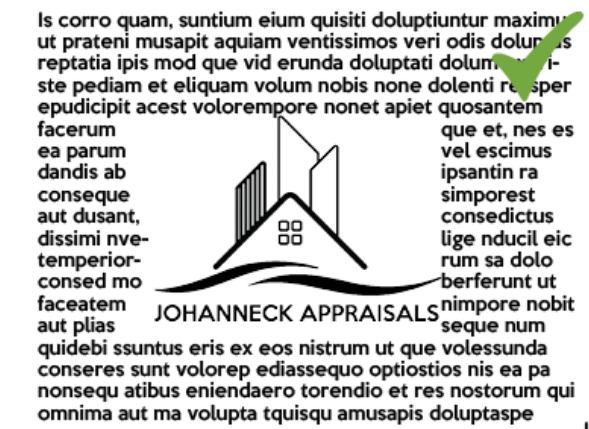 Is corro quam, suntium eium quisiti doluptiuntur
ut prateni musapit aquiam ventissimos veri odis
reptatia ipis mod que vid erunda doluptati
ste pediam et eliquam volum nobis none dolenti
epudicipit acest volorempore nonet apiet quosantem
facerum
ea parum
dandis ab
conseque
aut dusant,
dissimi nve-
temperior-
consed mo
faceatem
aut plias
JOHANNECK APPRAISALS
que et, nes es
vel escimus
ipsantin ra
simporest
consedictus
lige nducil eic
rum sa dolo
berferunt ut
nimpore nobit
seque num
quidebi ssuntus eris ex eos nistrum ut que volessunda
conseres sunt volorep ediassequo optiostios nis ea pa
nonsequ atibus eniendaero torendio et res nostorum qui
omnima aut ma volupta tquisqu amusapis doluptaspe